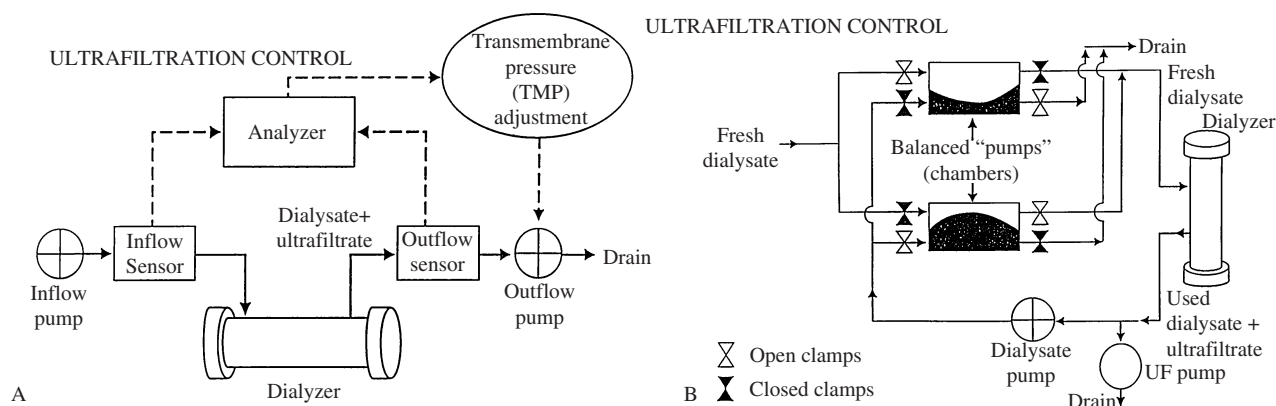 ULTRAFILTRATION CONTROL
Transmembrane
pressure
(TMP)
adjustment
Analyzer
Dialysate+
ultrafiltrate
Inflow
Sensor
Outflow
sensor
Drain
Inflow
pump
Outflow
pump
Dialyzer
A
ULTRAFILTRATION CONTROL
Drain
Fresh
dialysate
Dialyzer
Fresh
dialysate
Balanced “pumps”
(chambers)
Used
dialysate +
ultrafiltrate
Dialysate
pump
UF pump
Drain
Open clamps
Closed clamps
B